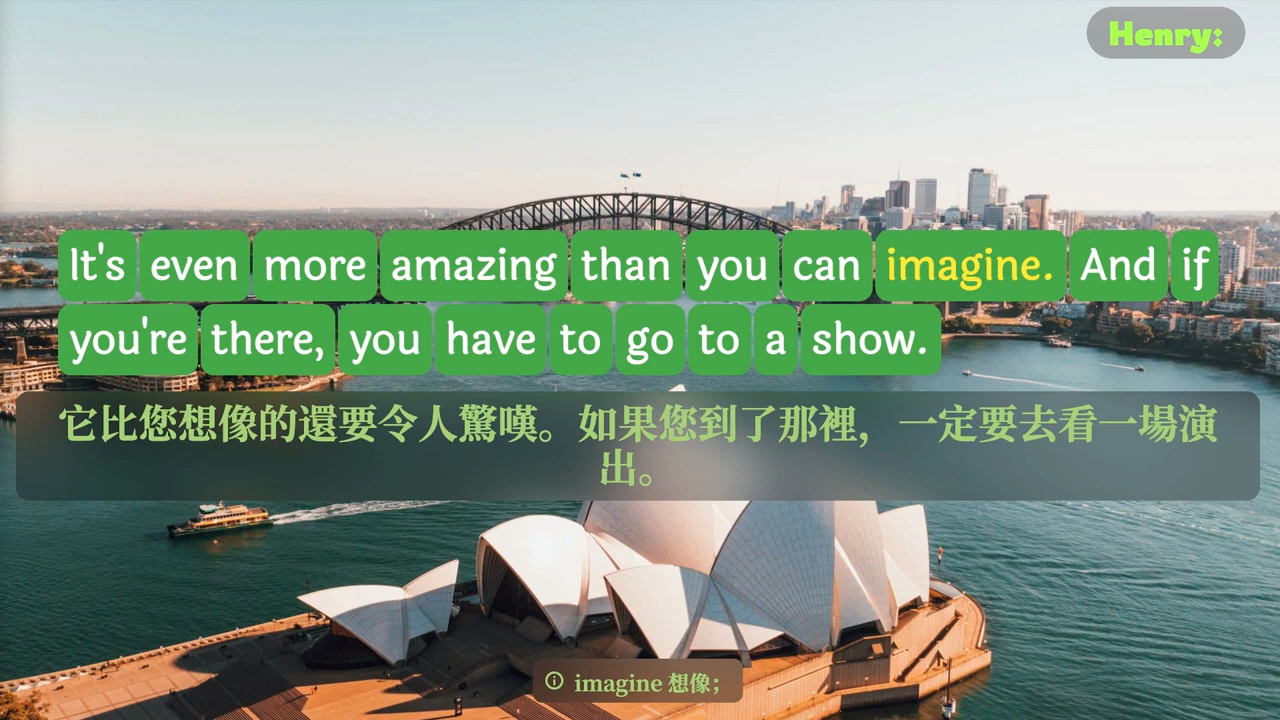 Henry:
It's even more amazing than you can imagine. And if
you're there, you have to go to a show.
它比您想像的還要令人驚嘆。如果您到了那裡，一定要去看一場演
出。
imagine 想像；